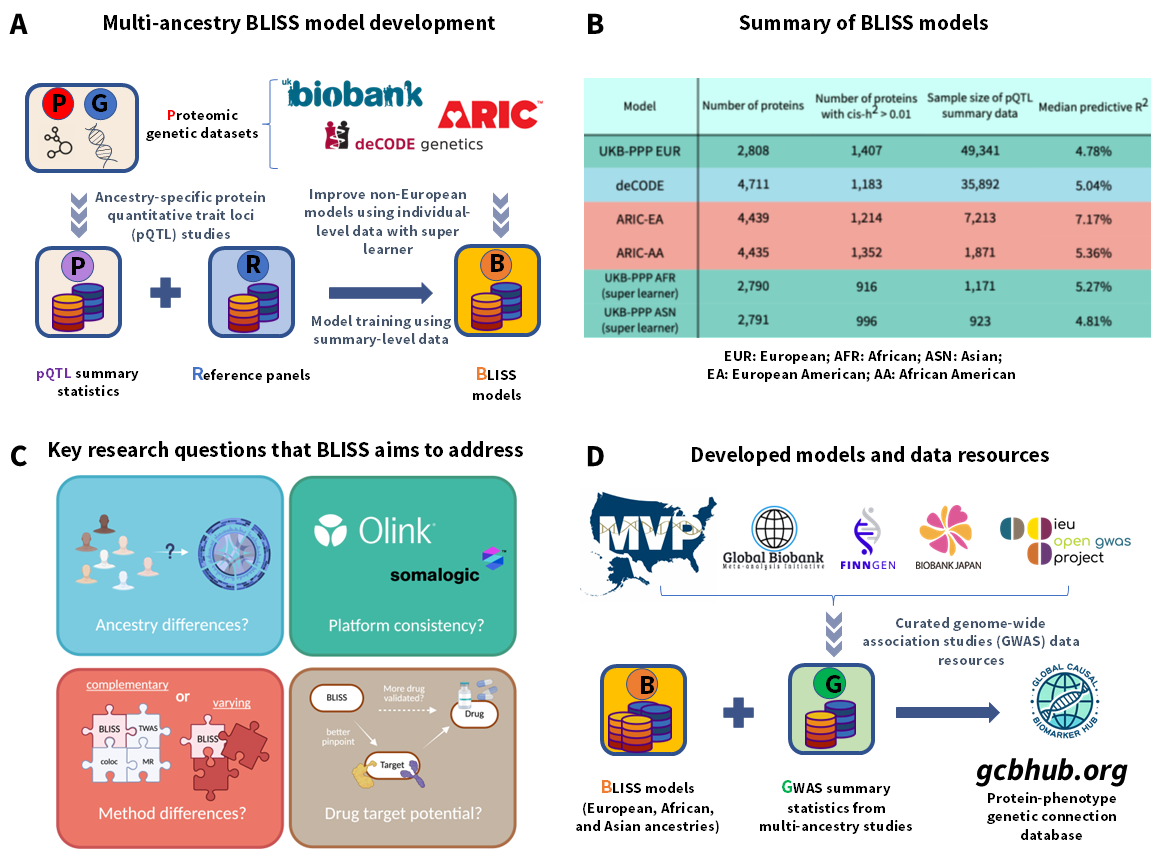 A
Multi-ancestry BLISS model development
P
G
Proteomic
genetic datasets
uk
biobank
ARIC™
deCODE genetics
Ancestry-specific protein
quantitative trait loci
(pQTL) studies
Improve non-European
models using individual-
level data with super
learner
P
R
B
Model training using
summary-level data
pQTL summary
statistics
Reference panels
BLISS
models
B
Summary of BLISS models
Model
Number of proteins
Number of proteins
with cis-h² > 0.01
Sample size of pQTL
summary data
Median predictive R²
UKB-PPP EUR 2,808 1,407 49,341 4.78%
deCODE 4,711 1,183 35,892 5.04%
ARIC-EA 4,439 1,214 7,213 7.17%
ARIC-AA 4,435 1,352 1,871 5.36%
UKB-PPP AFR
(super learner) 2,790 916 1,171 5.27%
UKB-PPP ASN
(super learner) 2,791 996 923 4.81%
EUR: European; AFR: African; ASN: Asian;
EA: European American; AA: African American
C
Key research questions that BLISS aims to address
?
Ancestry differences?
Olink®
somalogic™
Platform consistency?
complementary
or
varying
BLISS
TWAS
coloc
MR
BLISS
Method differences?
BLISS
More drug
validated?
Drug
better
pinpoint
Target
Drug target potential?
D
Developed models and data resources
MVP
Global Biobank
Meta-analysis Initiative
FINNGEN
BIOBANK JAPAN
ieu
open gwas
project
Curated genome-wide
association studies (GWAS) data
resources
B
G
GLOBAL CAUSAL
BIOMARKER HUB
gcbhub.org
BLISS models
(European, African,
and Asian ancestries)
GWAS summary
statistics from
multi-ancestry studies
Protein-phenotype
genetic connection
database